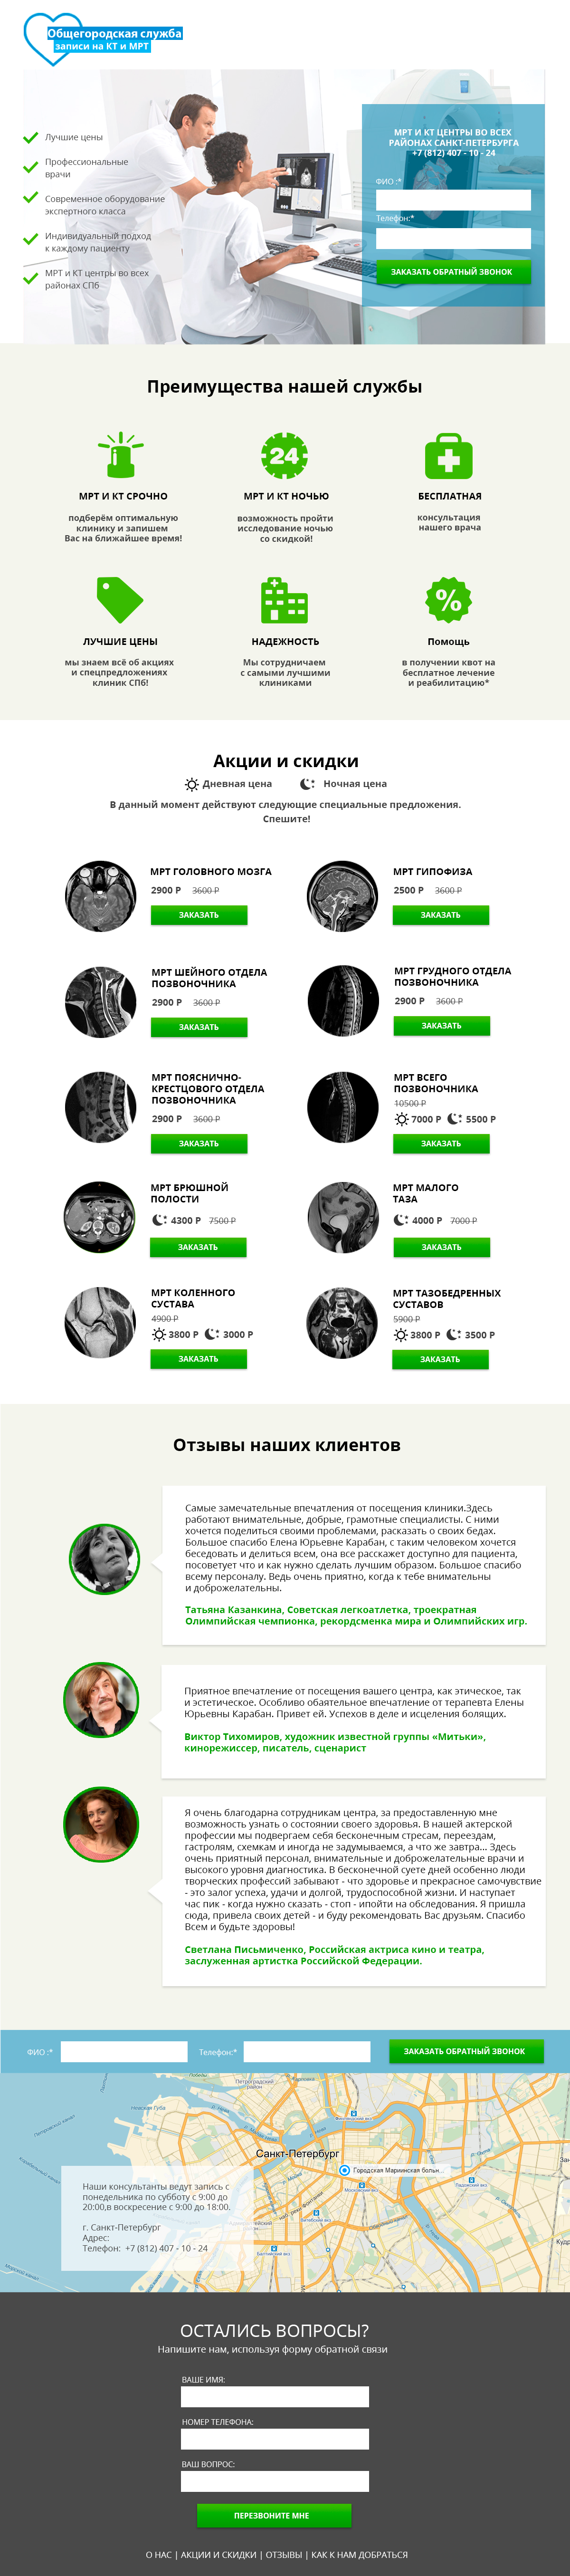 Общегородская служба
записи на КТ и МРТ
Лучшие цены
Профессиональные
врачи
Современное оборудование
экспертного класса
Индивидуальный подход
к каждому пациенту
МРТ и КТ центры во всех
районах СПб
МРТ И КТ ЦЕНТРЫ ВО ВСЕХ
РАЙОНАХ САНКТ-ПЕТЕРБУРГА
+7 (812) 407 - 10 - 24
ФИО :*
Телефон:*
ЗАКАЗАТЬ ОБРАТНЫЙ ЗВОНОК
Преимущества нашей службы
24
МРТ И КТ СРОЧНО
МРТ И КТ НОЧЬЮ
БЕСПЛАТНАЯ
подберём оптимальную
клинику и запишем
Вас на ближайшее время!
возможность пройти
исследование ночью
со скидкой!
консультация
нашего врача
%
ЛУЧШИЕ ЦЕНЫ
НАДЕЖНОСТЬ
Помощь
мы знаем всё об акциях
и спецпредложениях
клиник СПб!
Мы сотрудничаем
с самыми лучшими
клиниками
в получении квот на
бесплатное лечение
и реабилитацию*
Акции и скидки
Дневная цена
Ночная цена
В данный момент действуют следующие специальные предложения.
Спешите!
МРТ ГОЛОВНОГО МОЗГА
2900 Р 3600 Р
ЗАКАЗАТЬ
МРТ ГИПОФИЗА
2500 Р 3600 Р
ЗАКАЗАТЬ
МРТ ШЕЙНОГО ОТДЕЛА
ПОЗВОНОЧНИКА
2900 Р 3600 Р
ЗАКАЗАТЬ
МРТ ГРУДНОГО ОТДЕЛА
ПОЗВОНОЧНИКА
2900 Р 3600 Р
ЗАКАЗАТЬ
МРТ ПОЯСНИЧНО-
КРЕСТЦОВОГО ОТДЕЛА
ПОЗВОНОЧНИКА
2900 Р 3600 Р
ЗАКАЗАТЬ
МРТ ВСЕГО
ПОЗВОНОЧНИКА
10500 Р
7000 Р 5500 Р
ЗАКАЗАТЬ
МРТ БРЮШНОЙ
ПОЛОСТИ
4300 Р 7500 Р
ЗАКАЗАТЬ
МРТ МАЛОГО
ТАЗА
4000 Р 7000 Р
ЗАКАЗАТЬ
МРТ КОЛЕННОГО
СУСТАВА
4900 Р
3800 Р 3000 Р
ЗАКАЗАТЬ
МРТ ТАЗОБЕДРЕННЫХ
СУСТАВОВ
5900 Р
3800 Р 3500 Р
ЗАКАЗАТЬ
Отзывы наших клиентов
Самые замечательные впечатления от посещения клиники.Здесь
работают внимательные, добрые, грамотные специалисты. С ними
хочется поделиться своими проблемами, расказать о своих бедах.
Большое спасибо Елена Юрьевне Карабан, с таким человеком хочется
беседовать и делиться всем, она все расскажет доступно для пациента,
посоветует что и как нужно сделать лучшим образом. Большое спасибо
всему персоналу. Ведь очень приятно, когда к тебе внимательны
и доброжелательны.
Татьяна Казанкина, Советская легкоатлетка, троекратная
Олимпийская чемпионка, рекордсменка мира и Олимпийских игр.
Приятное впечатление от посещения вашего центра, как этическое, так
и эстетическое. Особливо обаятельное впечатление от терапевта Елены
Юрьевны Карабан. Привет ей. Успехов в деле и исцеления болящих.
Виктор Тихомиров, художник известной группы «Митьки»,
кинорежиссер, писатель, сценарист
Я очень благодарна сотрудникам центра, за предоставленную мне
возможность узнать о состоянии своего здоровья. В нашей актерской
профессии мы подвергаем себя бесконечным стресам, переездам,
гастролям, схемкам и иногда не задумываемся, а что же завтра... Здесь
очень приятный персонал, внимательные и доброжелательные врачи и
высокого уровня диагностика. В бесконечной суете дней особенно люди
творческих профессий забывают - что здоровье и прекрасное самочувствие
- это залог успеха, удачи и долгой, трудоспособной жизни. И наступает
час пик - когда нужно сказать - стоп - ипойти на обследования. Я пришла
сюда, привела своих детей - и буду рекомендовать Вас друзьям. Спасибо
Всем и будьте здоровы!
Светлана Письмиченко, Российская актриса кино и театра,
заслуженная артистка Российской Федерации.
ФИО :*
Телефон:*
ЗАКАЗАТЬ ОБРАТНЫЙ ЗВОНОК
Петроградский
район
Невская Губа
Финляндский вкз
Санкт-Петербург
Городская Мариинская больн...
Московский вкз
Ладожский вкз
Витебский вкз
Балтийский вкз
Наши консультанты ведут запись с
понедельника по субботу с 9:00 до
20:00,в воскресение с 9:00 до 18:00.
г. Санкт-Петербург
Адрес:
Телефон: +7 (812) 407 - 10 - 24
ОСТАЛИСЬ ВОПРОСЫ?
Напишите нам, используя форму обратной связи
ВАШЕ ИМЯ:
НОМЕР ТЕЛЕФОНА:
ВАШ ВОПРОС:
ПЕРЕЗВОНИТЕ МНЕ
О НАС | АКЦИИ И СКИДКИ | ОТЗЫВЫ | КАК К НАМ ДОБРАТЬСЯ